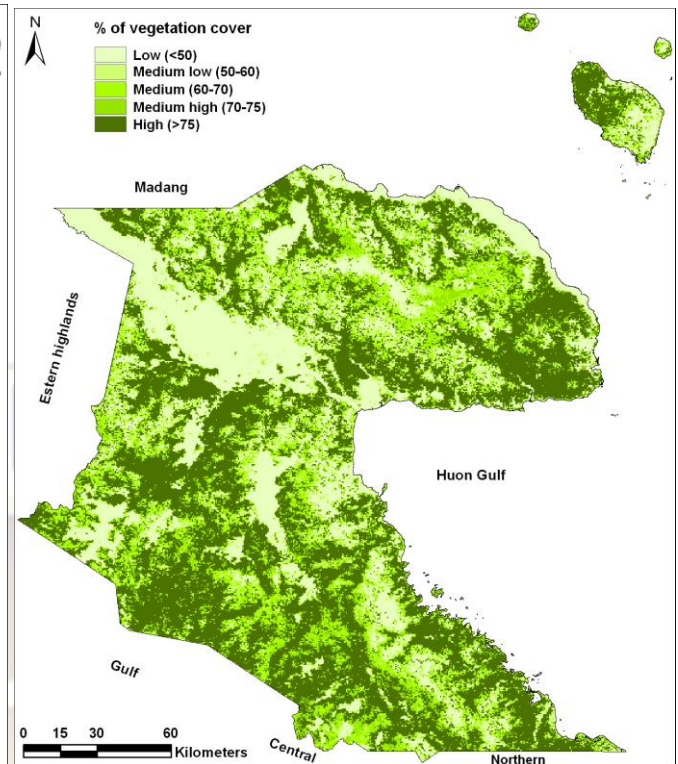 % of vegetation cover
N
Low (<50)
Medium low (50-60)
Medium (60-70)
Medium high (70-75)
High (>75)
Madang
Estern highlands
Huon Gulf
Gulf
0 15 30 60
Kilometers
Central
Northern